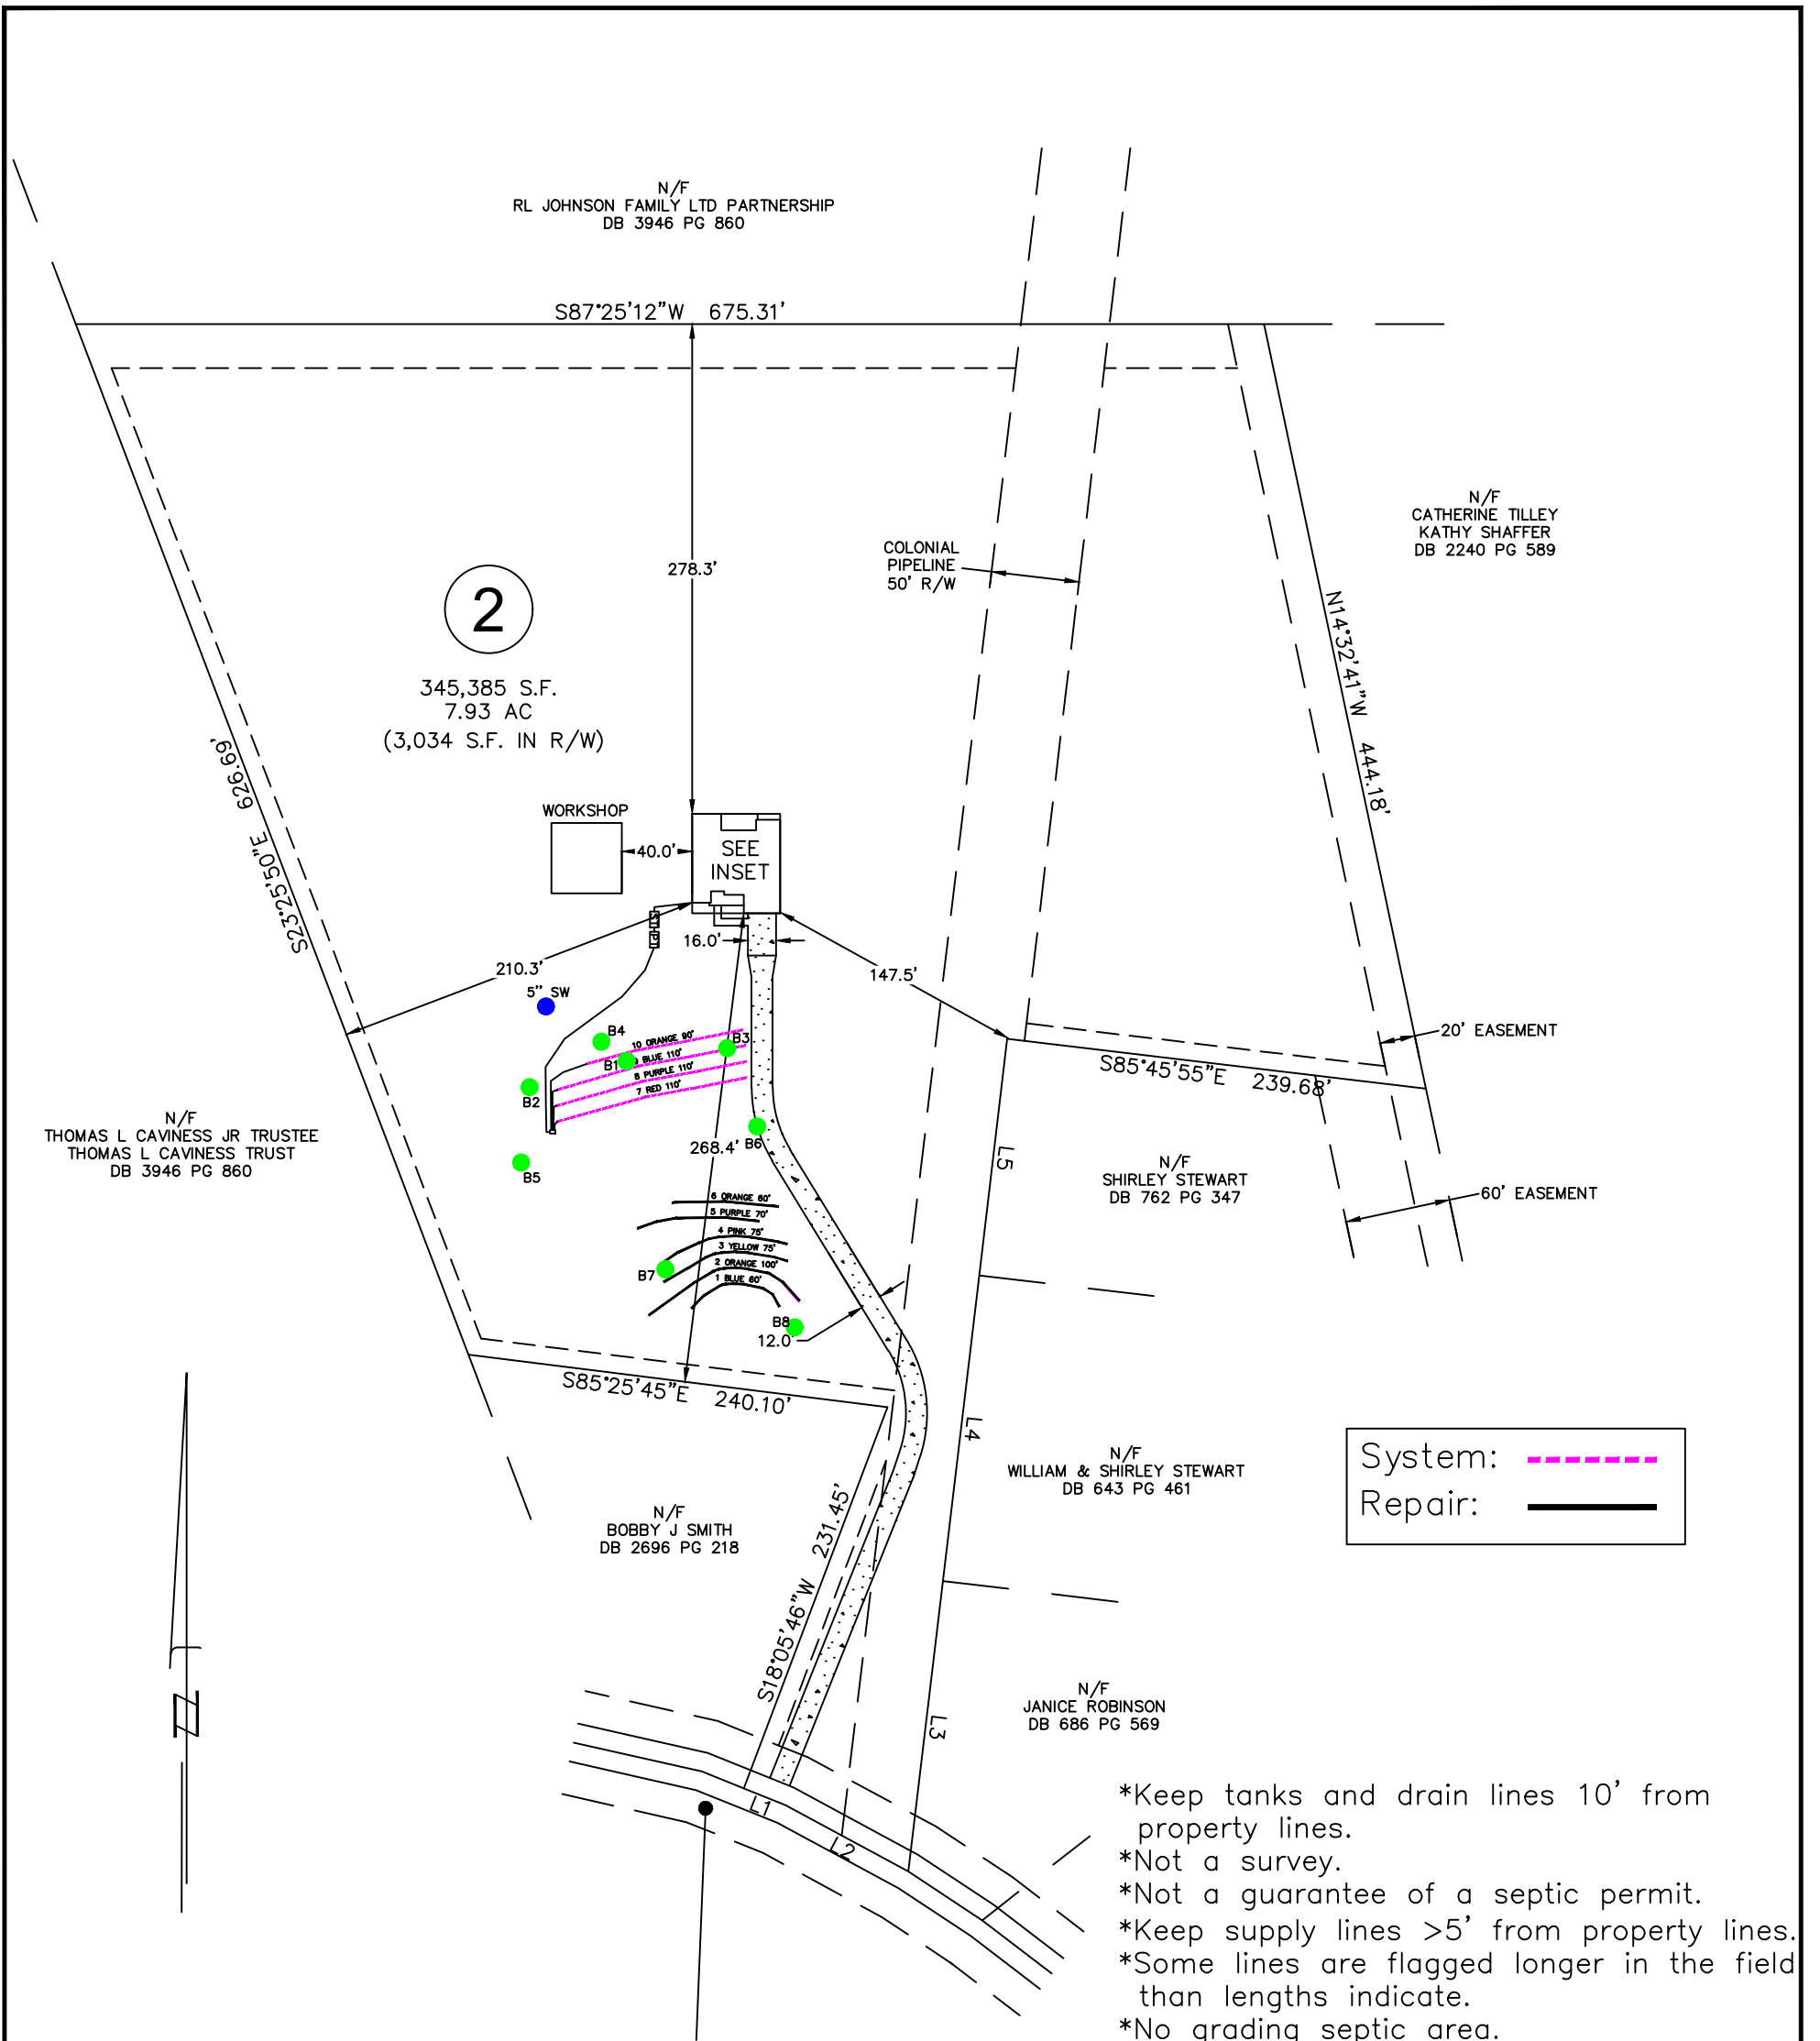 N/F
RL JOHNSON FAMILY LTD PARTNERSHIP
DB 3946 PG 860
S87°25'12"W 675.31'
N/F
CATHERINE TILLEY
KATHY SHAFFER
DB 2240 PG 589
COLONIAL
PIPELINE
50' R/W
278.3'
2
345,385 S.F.
7.93 AC
(3,034 S.F. IN R/W)
N14°32'41"W 444.18'
S23°25'50"E 626.69'
WORKSHOP
40.0'
SEE
INSET
ST
PT
16.0'
210.3'
147.5'
5" SW
B4
10 ORANGE 90'
B3
B1
9 BLUE 110'
8 PURPLE 110'
7 RED 110'
B2
20' EASEMENT
S85°45'55"E 239.68'
N/F
THOMAS L CAVINESS JR TRUSTEE
THOMAS L CAVINESS TRUST
DB 3946 PG 860
268.4'
B6
B5
L5
N/F
SHIRLEY STEWART
DB 762 PG 347
60' EASEMENT
6 ORANGE 60'
5 PURPLE 70'
4 PINK 75'
3 YELLOW 75'
2 ORANGE 100'
1 BLUE 60'
B7
B8
12.0'
S85°25'45"E 240.10'
L4
N/F
WILLIAM & SHIRLEY STEWART
DB 643 PG 461
System:
Repair:
N/F
BOBBY J SMITH
DB 2696 PG 218
S18°05'46"W 231.45'
N
N/F
JANICE ROBINSON
DB 686 PG 569
L3
L1
L2
*Keep tanks and drain lines 10' from
property lines.
*Not a survey.
*Not a guarantee of a septic permit.
*Keep supply lines >5' from property lines.
*Some lines are flagged longer in the field
than lengths indicate.
*No grading septic area.